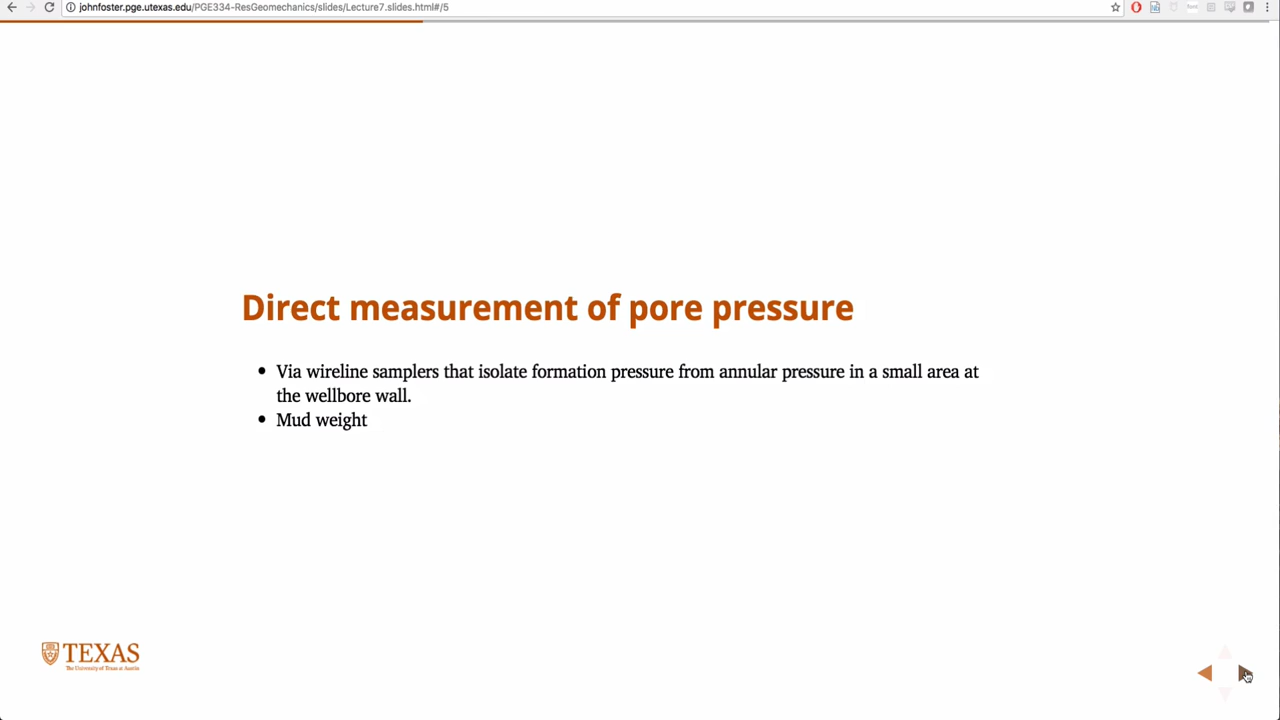 johnfoster.pge.utexas.edu/PGE334-ResGeomechanics/slides/Lecture7.slides.html#/5
Direct measurement of pore pressure
• Via wireline samplers that isolate formation pressure from annular pressure in a small area at
the wellbore wall.
• Mud weight
TEXAS
The University of Texas at Austin